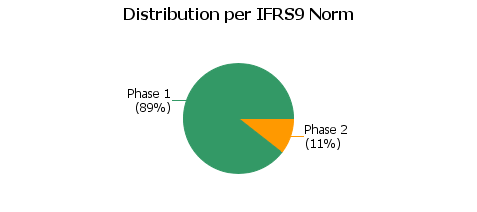 Distribution per IFRS9 Norm
Phase 1
(89%)
Phase 2
(11%)